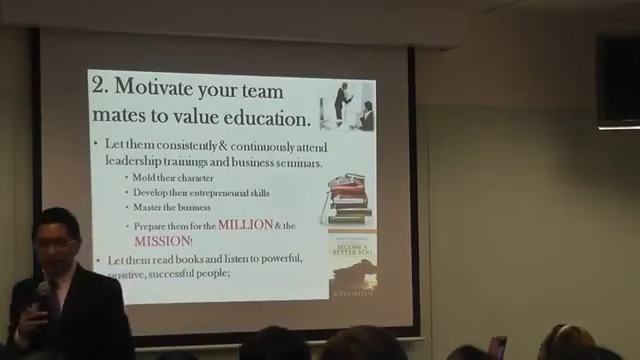 2. Motivate your team
mates to value education.
• Let them consistently & continuously attend
leadership trainings and business seminars.
• Mold their character
• Develop their entrepreneurial skills
• Master the business
• Prepare them for the MILLION & the
MISSION!
• Let them read books and listen to powerful,
positive, successful people;
BECOME A
BETTER YOU
JOEL OSTEEN